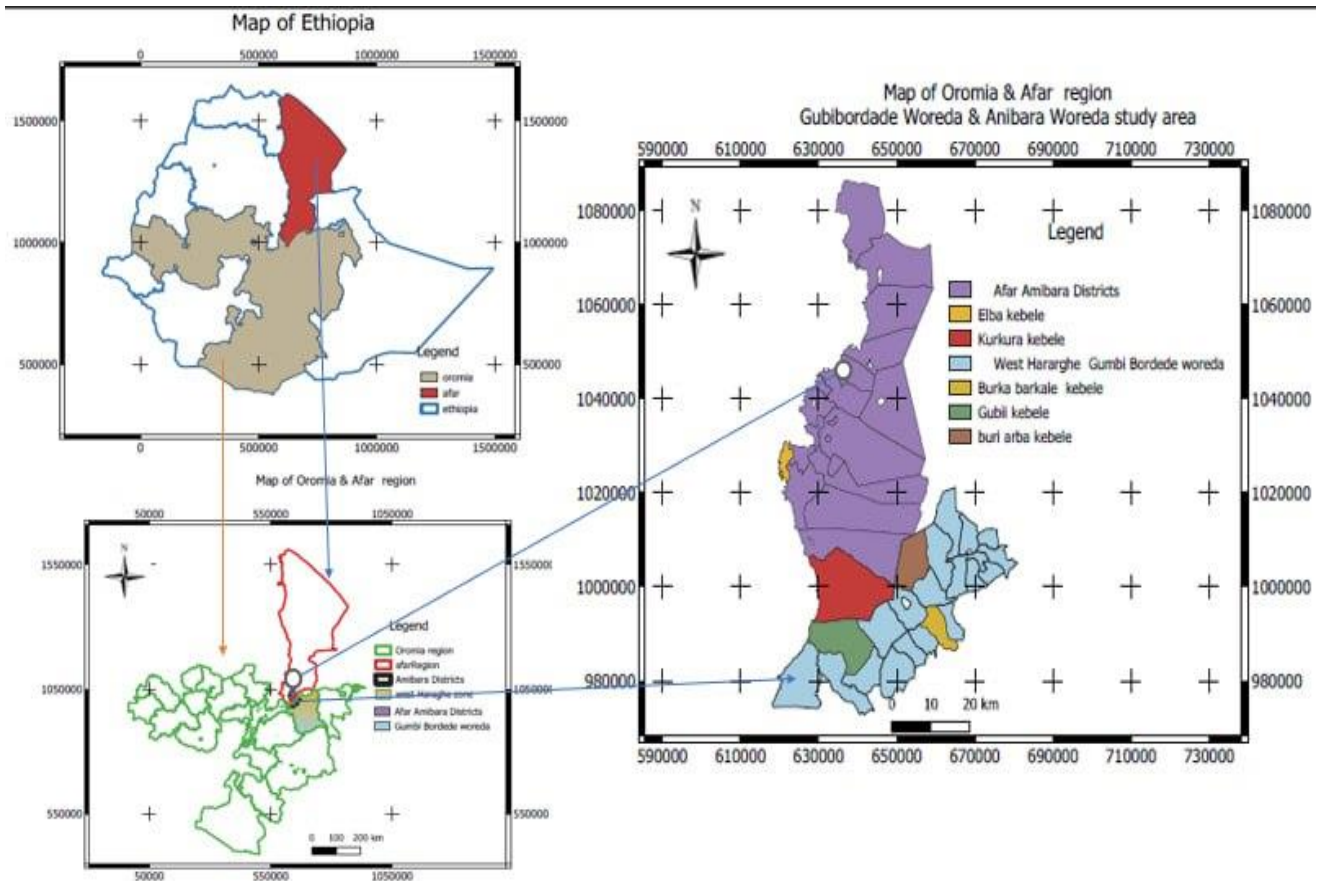 Map of Ethiopia
0 500000 1000000 1500000
1500000 1500000
1000000 1000000
500000 500000
Legend
oromia
afar
ethiopia
0 500000 1000000 1500000
Map of Oromia & Afar region
50000 550000 1050000
N
1550000 1550000
Legend
Oromia region
afarRegion
Amibara Districts
west Haraghe zone
Afar Amibara Districts
Gumbi Bordede woreda
1050000 1050000
550000 550000
0 100 200 km
50000 550000 1050000
Map of Oromia & Afar region
Gubibordade Woreda & Anibara Woreda study area
590000 610000 630000 650000 670000 690000 710000 730000
N
1080000 1080000
Legend
Afar Amibara Districts
Elba kebele
Kurkura kebele
West Hararghe Gumbi Bordede woreda
Burka barkale kebele
Gubii kebele
buri arba kebele
1060000 1060000
1040000 1040000
1020000 1020000
1000000 1000000
980000 980000
0 10 20 km
590000 610000 630000 650000 670000 690000 710000 730000